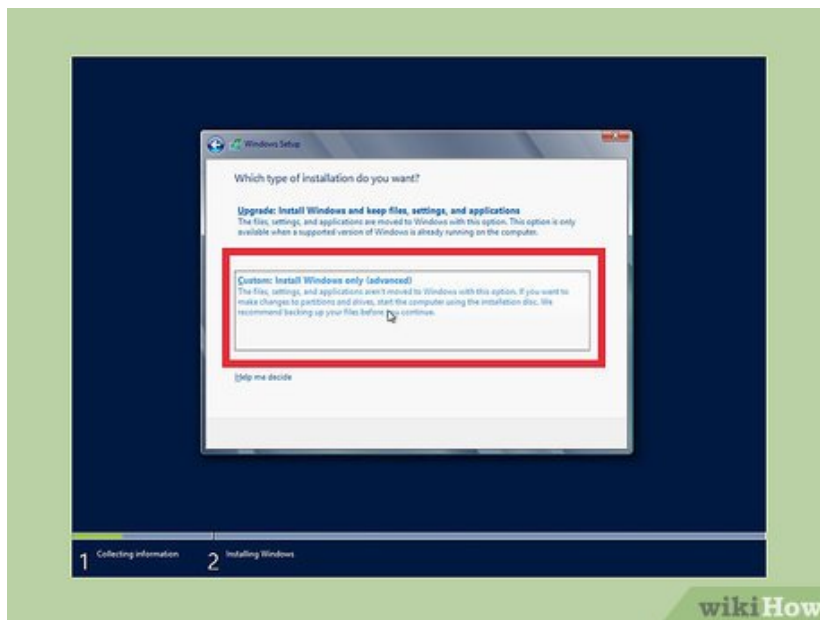 Windows Setup
Which type of installation do you want?
Upgrade: Install Windows and keep files, settings, and applications
The files, settings, and applications are moved to Windows with this option. This option is only
available when a supported version of Windows is already running on the computer.
Custom: Install Windows only (advanced)
The files, settings, and applications aren't moved to Windows with this option. If you want to
make changes to partitions and drives, start the computer using the installation disc. We
recommend backing up your files before you continue.
Help me decide
1 Collecting information 2 Installing Windows
wikiHow